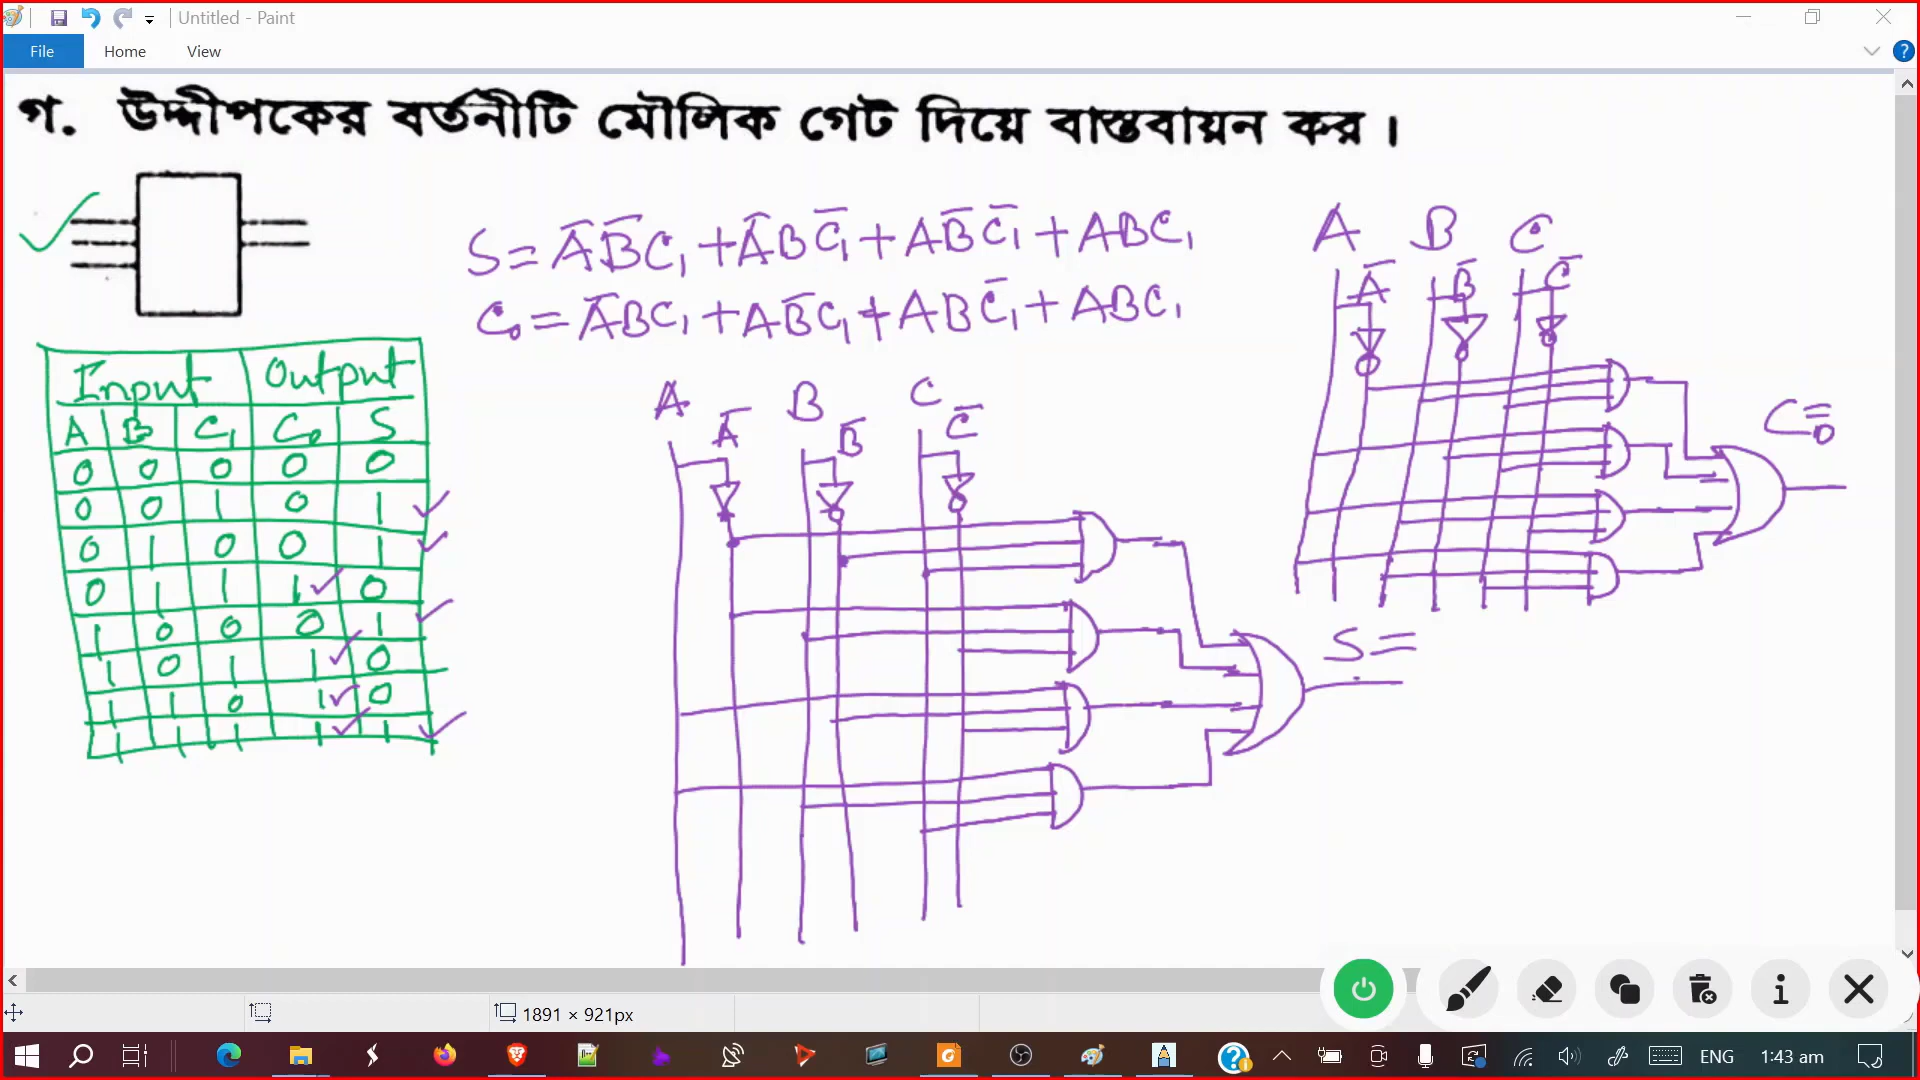 Untitled - Paint
File Home View
গ. উদ্দীপকের বর্তনীটি মৌলিক গেট দিয়ে বাস্তবায়ন কর।
S = A̅B̅C₁ + A̅BC̅₁ + AB̅C̅₁ + ABC₁
C₀ = A̅BC₁ + AB̅C₁ + ABC̅₁ + ABC₁
Input Output
A B C₁ C₀ S
0 0 0 0 0
0 0 1 0 1
0 1 0 0 1
0 1 1 1 0
1 0 0 0 1
1 0 1 1 0
1 1 0 1 0
1 1 1 1 1
A A̅ B B̅ C C̅
S =
A B C
A̅ B̅ C̅
C₀ =
1891 × 921px
ENG 1:43 am